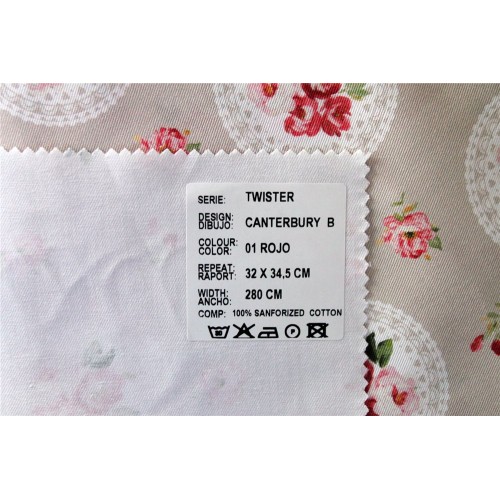 SERIE: TWISTER
DESIGN:
DIBUJO: CANTERBURY B
COLOUR:
COLOR: 01 ROJO
REPEAT:
RAPORT: 32 X 34,5 CM
WIDTH:
ANCHO: 280 CM
COMP: 100% SANFORIZED COTTON
P